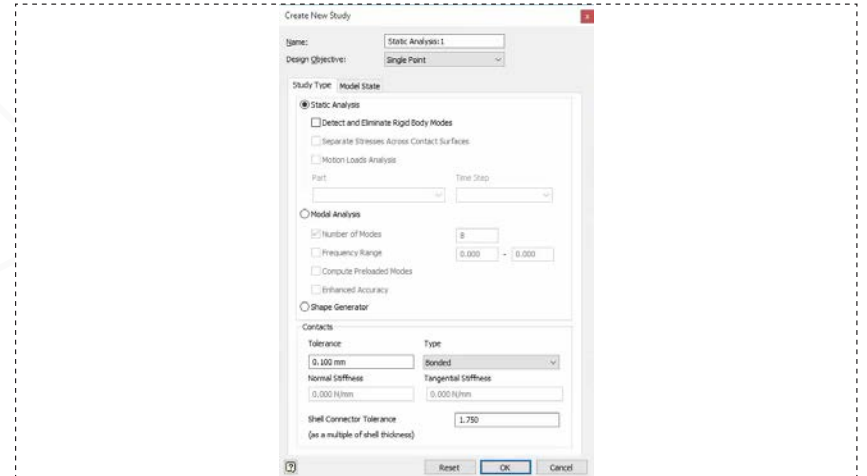 Create New Study
x
Name: Static Analysis:1
Design Objective: Single Point
Study Type Model State
Static Analysis
Detect and Eliminate Rigid Body Modes
Separate Stresses Across Contact Surfaces
Motion Loads Analysis
Part Time Step
Modal Analysis
Number of Modes 8
Frequency Range 0.000 - 0.000
Compute Preloaded Modes
Enhanced Accuracy
Shape Generator
Contacts
Tolerance Type
0.100 mm Bonded
Normal Stiffness Tangential Stiffness
0.000 N/mm 0.000 N/mm
Shell Connector Tolerance 1.750
(as a multiple of shell thickness)
? Reset OK Cancel